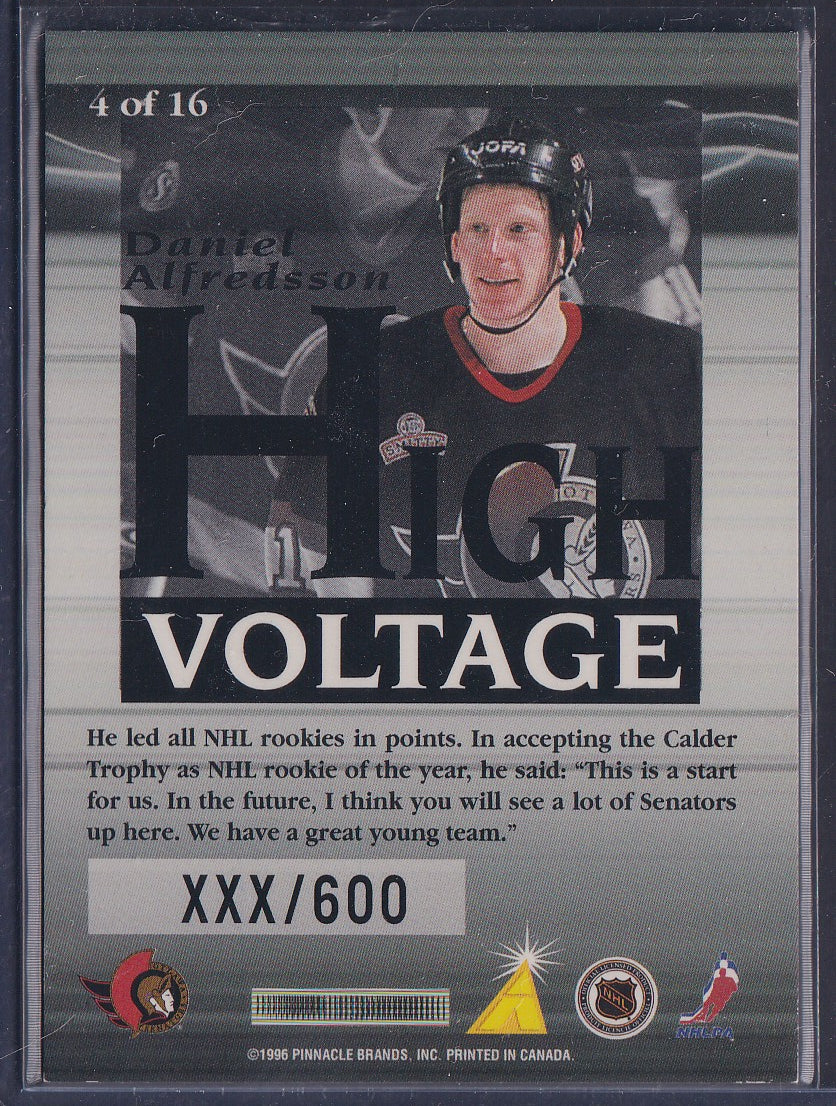 4 of 16
JOFA
Daniel
Alfredsson
HIGH
VOLTAGE
He led all NHL rookies in points. In accepting the Calder
Trophy as NHL rookie of the year, he said: “This is a start
for us. In the future, I think you will see a lot of Senators
up here. We have a great young team.”
XXX/600
NHL
NHLPA
©1996 PINNACLE BRANDS, INC. PRINTED IN CANADA.